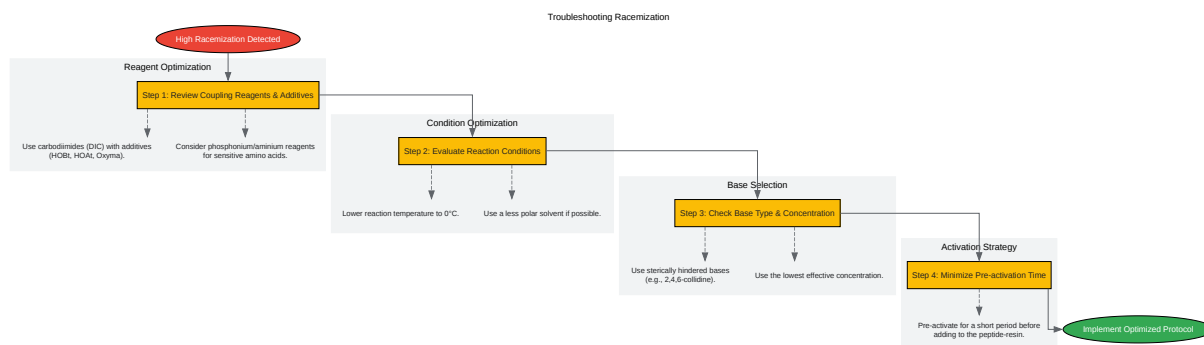 Troubleshooting Racemization
High Racemization Detected
Reagent Optimization
Step 1: Review Coupling Reagents & Additives
Use carbodiimides (DIC) with additives
(HOBt, HOAt, Oxyma).
Consider phosphonium/aminium reagents
for sensitive amino acids.
Condition Optimization
Step 2: Evaluate Reaction Conditions
Lower reaction temperature to 0°C.
Use a less polar solvent if possible.
Base Selection
Step 3: Check Base Type & Concentration
Use sterically hindered bases
(e.g., 2,4,6-collidine).
Use the lowest effective concentration.
Activation Strategy
Step 4: Minimize Pre-activation Time
Pre-activate for a short period before
adding to the peptide-resin.
Implement Optimized Protocol